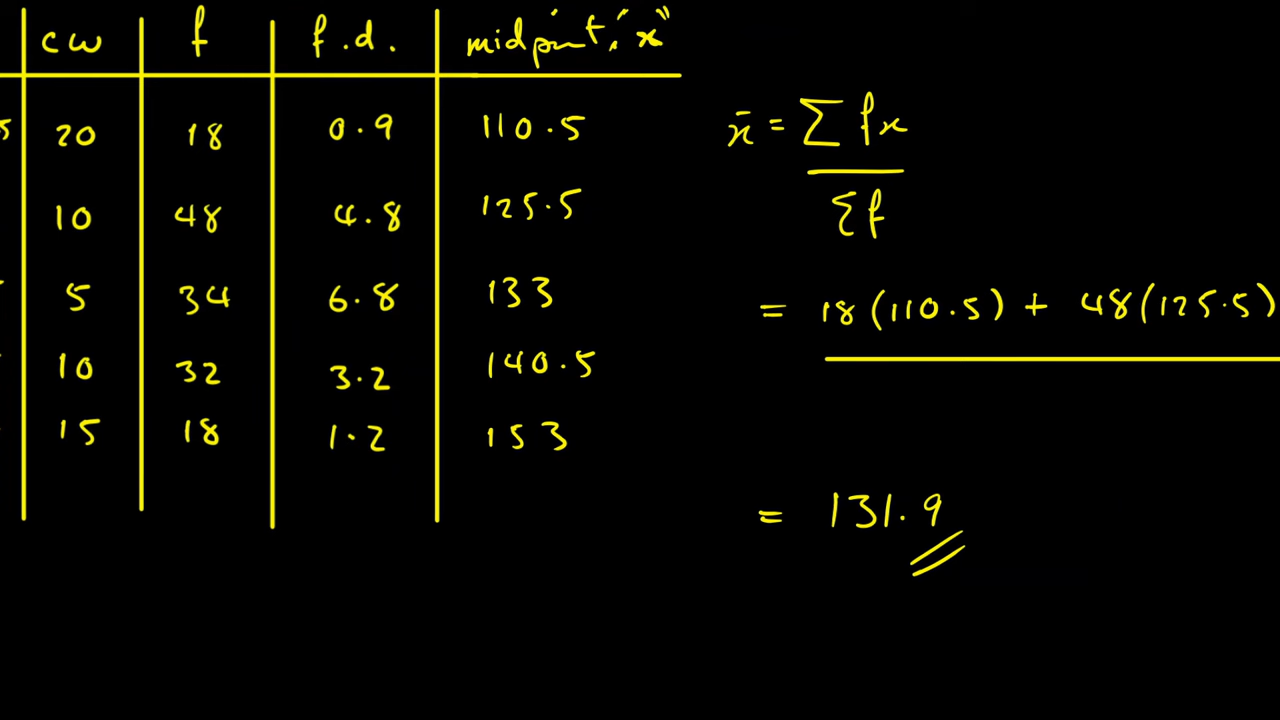 cw f f.d. midpoint, "x"
5 20 18 0.9 110.5
10 48 4.8 125.5
5 34 6.8 133
10 32 3.2 140.5
15 18 1.2 153
x̄ = ∑ fx
Σf
= 18(110.5) + 48(125.5)
= 131.9